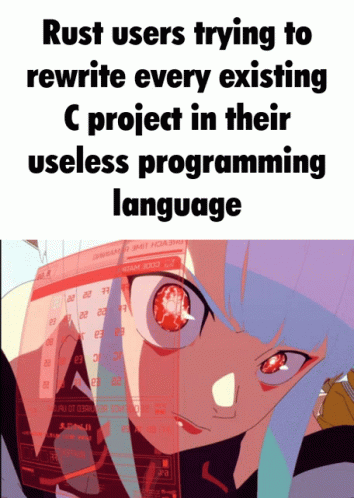 Rust users trying to
rewrite every existing
C project in their
useless programming
language